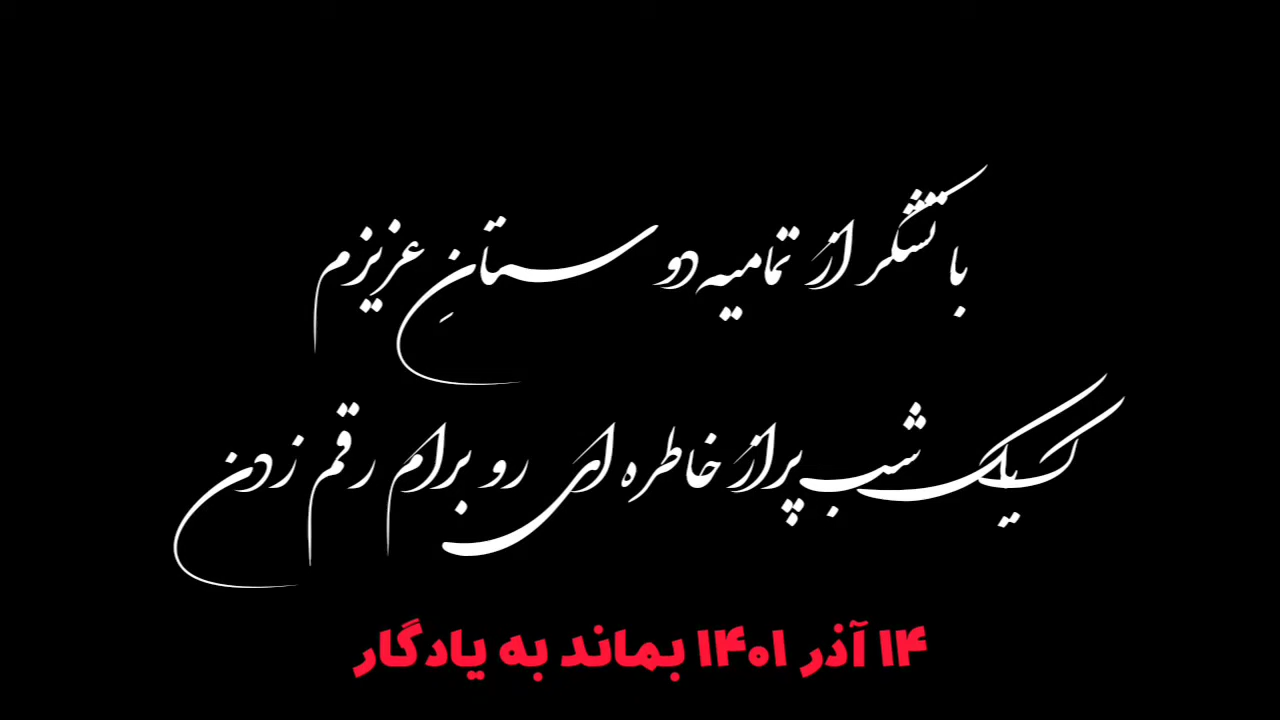 با تشکر از تمامیه دوستانِ عزیزم
که یک شب پر از خاطره ای رو برام رقم زدن
۱۴ آذر ۱۴۰۱ بماند به یادگار